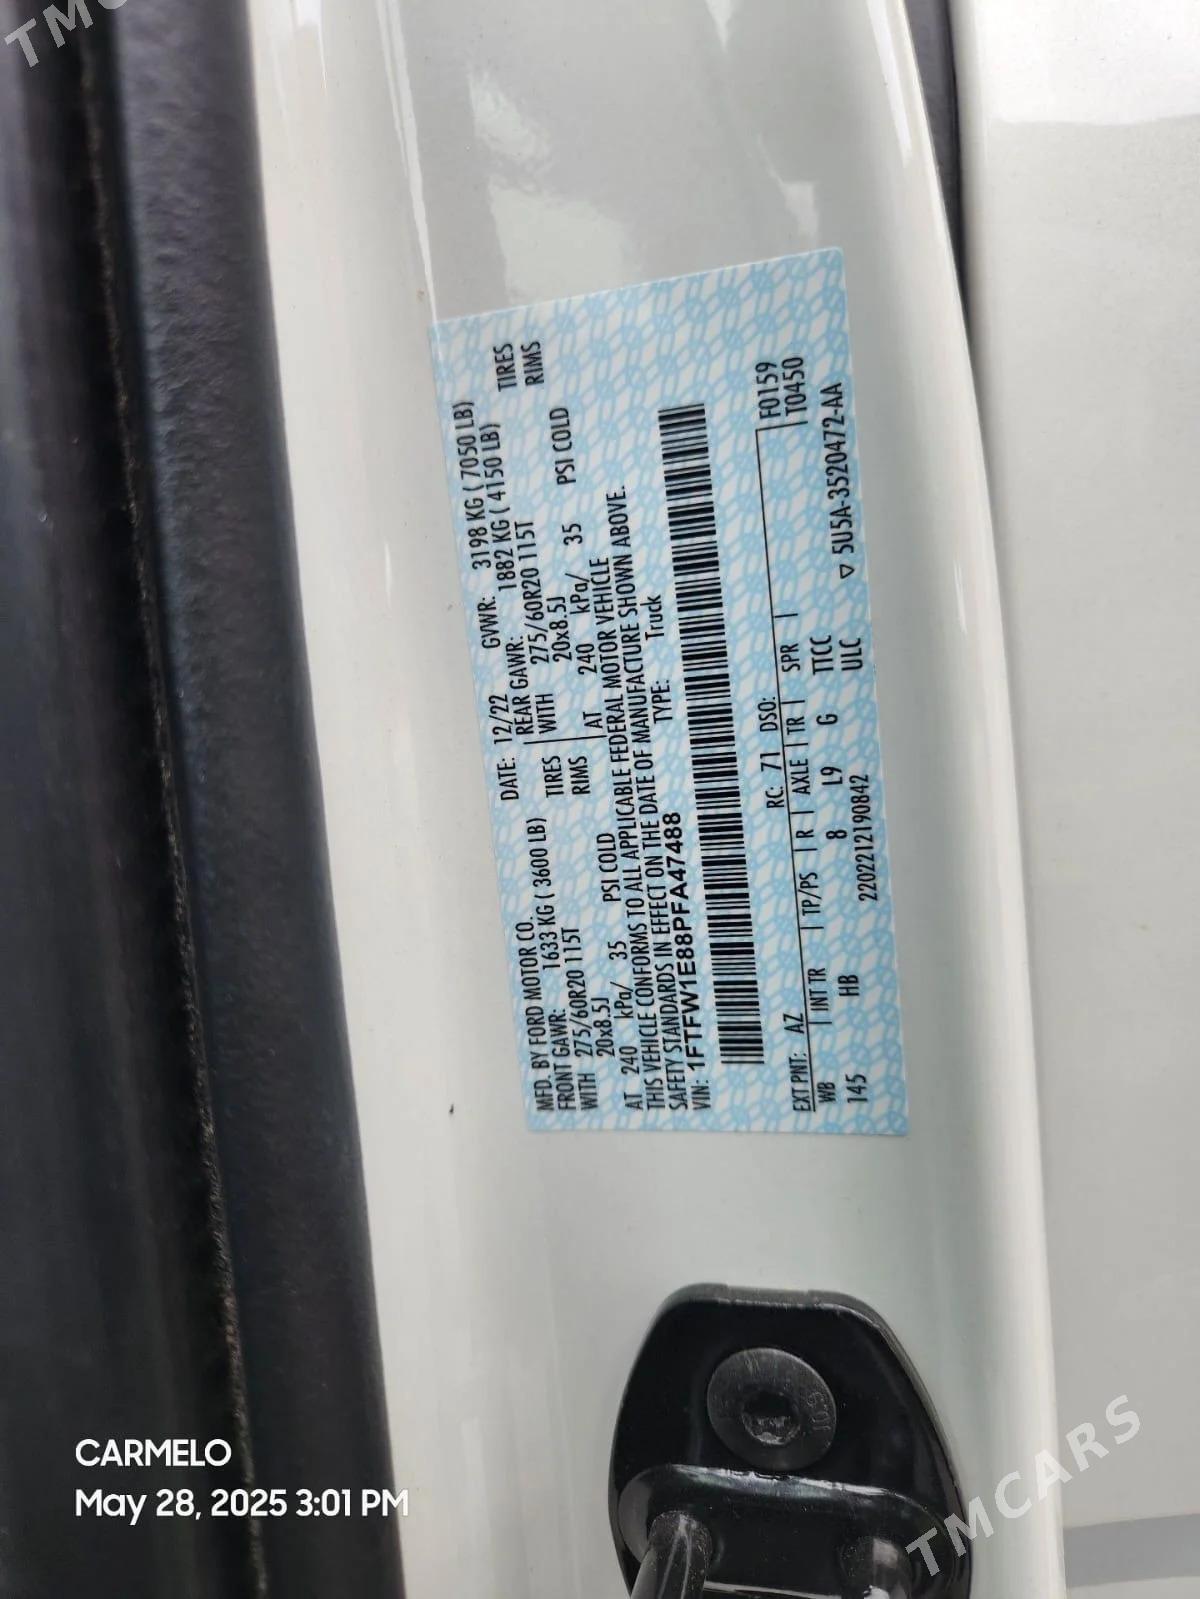 MFD. BY FORD MOTOR CO.
DATE: 12/22 GVWR: 3198 KG ( 7050 LB)
FRONT GAWR: 1633 KG ( 3600 LB) REAR GAWR: 1882 KG ( 4150 LB)
WITH 275/60R20 115T TIRES WITH 275/60R20 115T TIRES
20x8.5J RIMS 20x8.5J RIMS
AT 240 kPa/ 35 PSI COLD AT 240 kPa/ 35 PSI COLD
THIS VEHICLE CONFORMS TO ALL APPLICABLE FEDERAL MOTOR VEHICLE
SAFETY STANDARDS IN EFFECT ON THE DATE OF MANUFACTURE SHOWN ABOVE.
VIN: 1FTFW1E88PFA47488 TYPE: Truck
F0159
EXT PNT: AZ RC: 71 DSO: T0450
WB INT TR TP/PS R AXLE TR SPR
145 HB 8 L9 G TTCC ▽ 5U5A-3520472-AA
2202212190842 ULC
10.9
CARMELO
May 28, 2025 3:01 PM
TMCARS